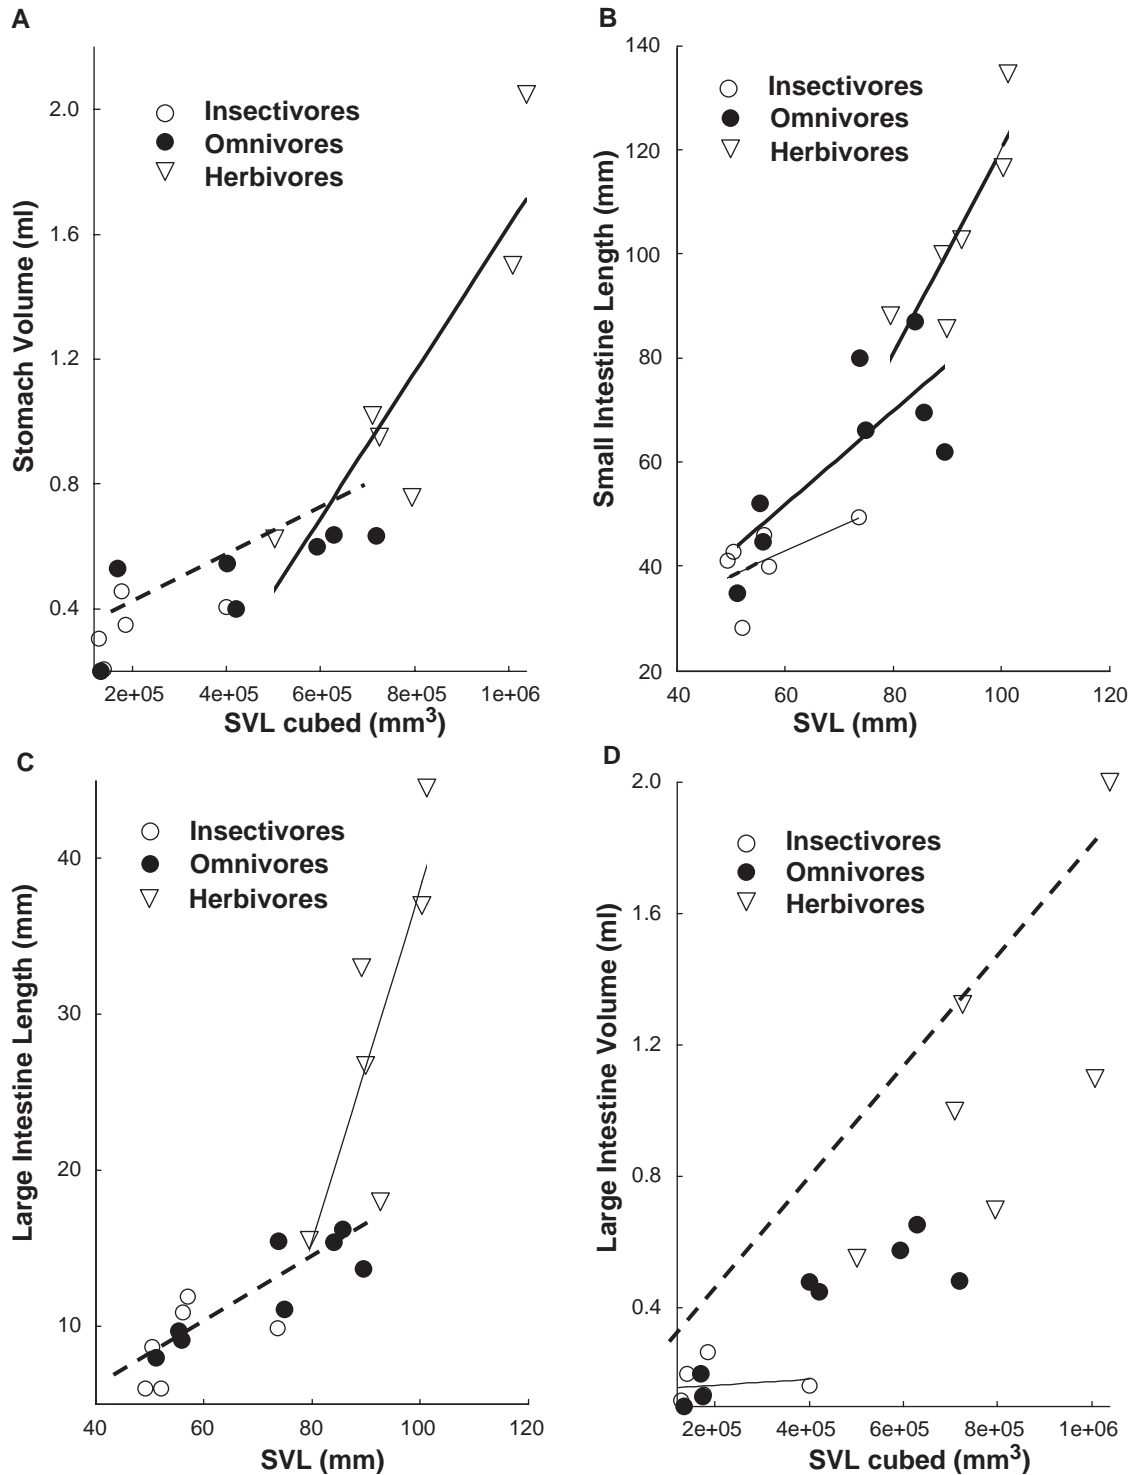 A
Stomach Volume (ml)
2.0
1.6
1.2
0.8
0.4
Insectivores
Omnivores
Herbivores
2e+05 4e+05 6e+05 8e+05 1e+06
SVL cubed (mm³)
B
Small Intestine Length (mm)
140
120
100
80
60
40
20
Insectivores
Omnivores
Herbivores
40 60 80 100 120
SVL (mm)
C
Large Intestine Length (mm)
40
30
20
10
Insectivores
Omnivores
Herbivores
40 60 80 100 120
SVL (mm)
D
Large Intestine Volume (ml)
2.0
1.6
1.2
0.8
0.4
Insectivores
Omnivores
Herbivores
2e+05 4e+05 6e+05 8e+05 1e+06
SVL cubed (mm³)